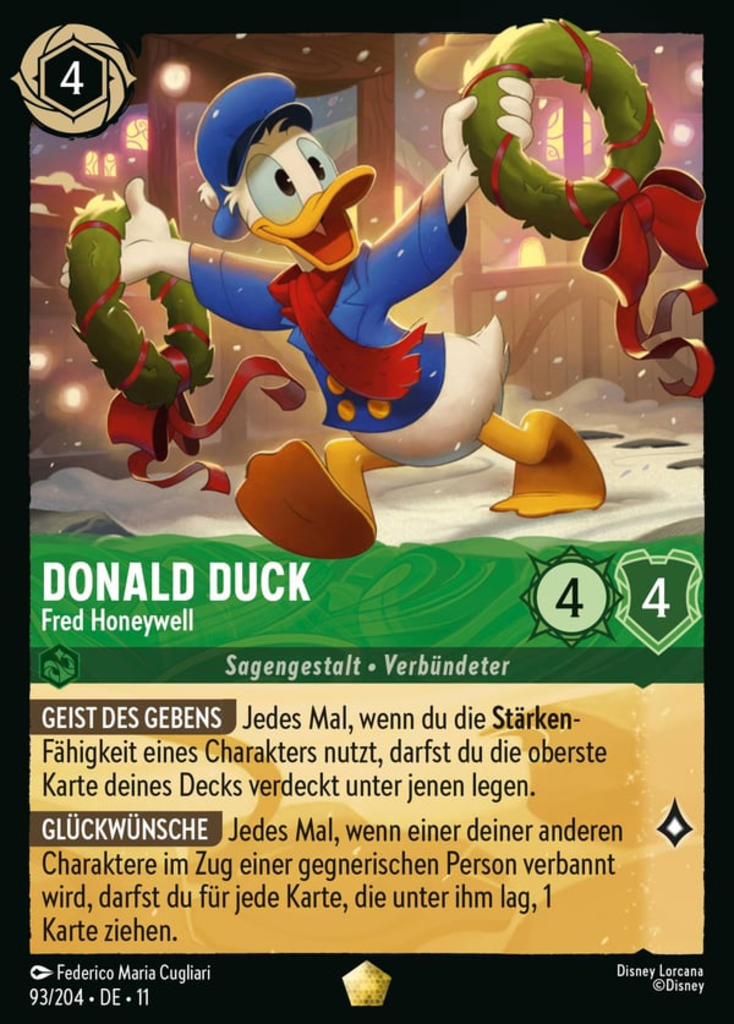 4
DONALD DUCK
Fred Honeywell
4 4
Sagengestalt • Verbündeter
GEIST DES GEBENS Jedes Mal, wenn du die Stärken-
Fähigkeit eines Charakters nutzt, darfst du die oberste
Karte deines Decks verdeckt unter jenen legen.
GLÜCKWÜNSCHE Jedes Mal, wenn einer deiner anderen
Charaktere im Zug einer gegnerischen Person verbannt
wird, darfst du für jede Karte, die unter ihm lag, 1
Karte ziehen.
Federico Maria Cugliari
93/204 • DE • 11
Disney Lorcana
©Disney